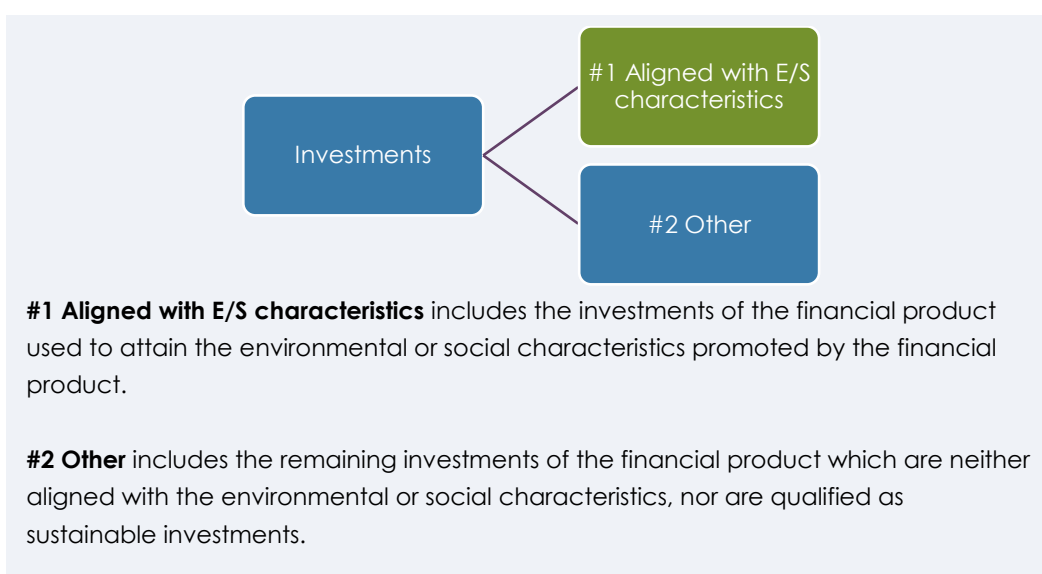 #1 Aligned with E/S
characteristics
Investments
#2 Other
#1 Aligned with E/S characteristics includes the investments of the financial product
used to attain the environmental or social characteristics promoted by the financial
product.
#2 Other includes the remaining investments of the financial product which are neither
aligned with the environmental or social characteristics, nor are qualified as
sustainable investments.